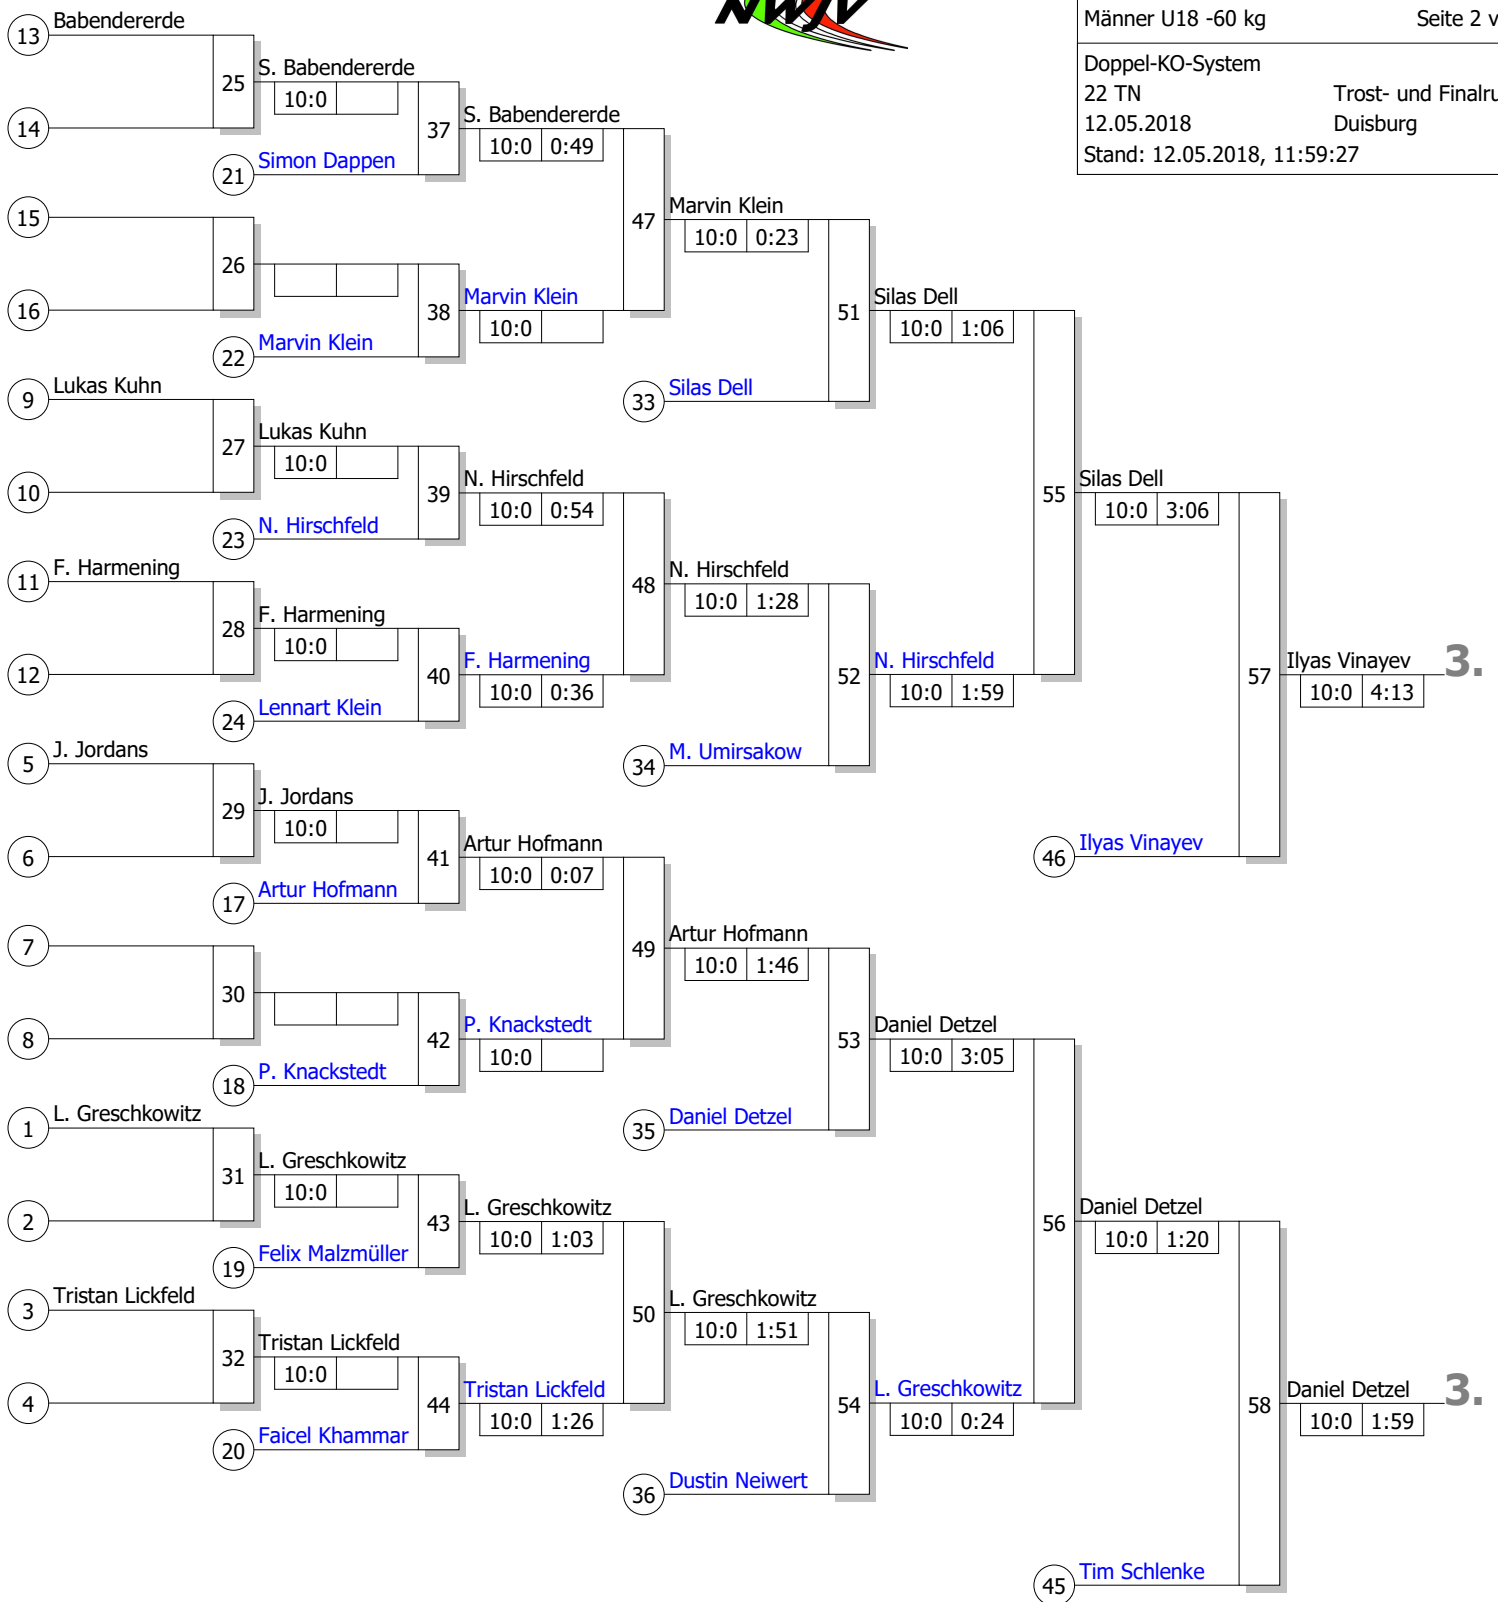 NWJV
Männer U18 -60 kg Seite 2 v
Doppel-KO-System
22 TN Trost- und Finalru
12.05.2018 Duisburg
Stand: 12.05.2018, 11:59:27
13 Babendererde
14
25 S. Babendererde
10:0
21 Simon Dappen
37 S. Babendererde
10:0 0:49
15
16
26
22 Marvin Klein
38 Marvin Klein
10:0
47 Marvin Klein
10:0 0:23
33 Silas Dell
51 Silas Dell
10:0 1:06
9 Lukas Kuhn
10
27 Lukas Kuhn
10:0
23 N. Hirschfeld
39 N. Hirschfeld
10:0 0:54
11 F. Harmening
12
28 F. Harmening
10:0
24 Lennart Klein
40 F. Harmening
10:0 0:36
48 N. Hirschfeld
10:0 1:28
34 M. Umirsakow
52 N. Hirschfeld
10:0 1:59
55 Silas Dell
10:0 3:06
46 Ilyas Vinayev
57 Ilyas Vinayev 3.
10:0 4:13
5 J. Jordans
6
29 J. Jordans
10:0
17 Artur Hofmann
41 Artur Hofmann
10:0 0:07
7
8
30
18 P. Knackstedt
42 P. Knackstedt
10:0
49 Artur Hofmann
10:0 1:46
35 Daniel Detzel
53 Daniel Detzel
10:0 3:05
1 L. Greschkowitz
2
31 L. Greschkowitz
10:0
19 Felix Malzmüller
43 L. Greschkowitz
10:0 1:03
3 Tristan Lickfeld
4
32 Tristan Lickfeld
10:0
20 Faicel Khammar
44 Tristan Lickfeld
10:0 1:26
50 L. Greschkowitz
10:0 1:51
36 Dustin Neiwert
54 L. Greschkowitz
10:0 0:24
56 Daniel Detzel
10:0 1:20
45 Tim Schlenke
58 Daniel Detzel 3.
10:0 1:59